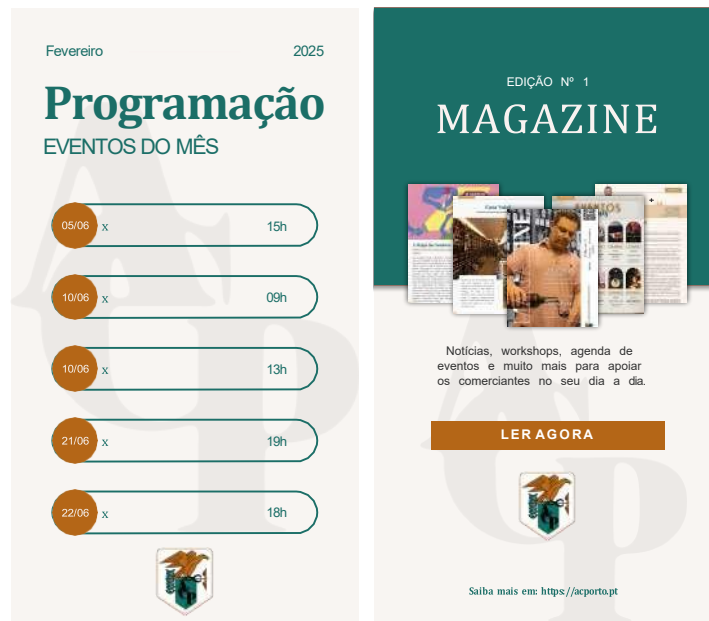 Fevereiro 2025
Programação
EVENTOS DO MÊS
05/06 x 15h
10/06 x 09h
10/06 x 13h
21/06 x 19h
22/06 x 18h
EDIÇÃO Nº 1
MAGAZINE
Notícias, workshops, agenda de
eventos e muito mais para apoiar
os comerciantes no seu dia a dia.
LER AGORA
Saiba mais em: https://acporto.pt